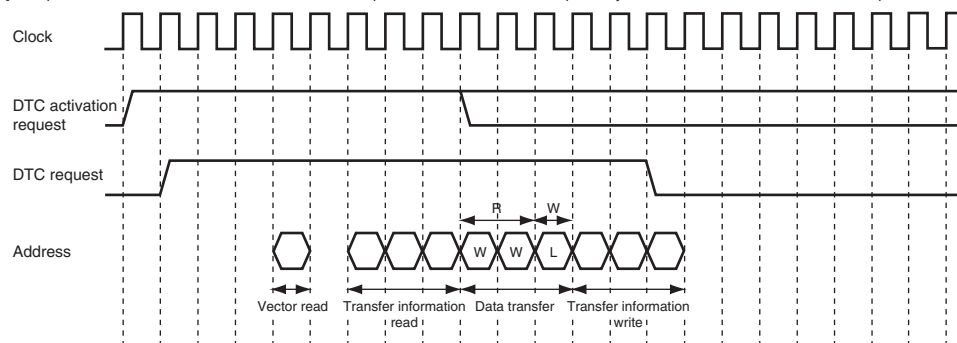 Clock
DTC activation
request
DTC request
R W
Address
W W L
Vector read Transfer information Data transfer Transfer information
read write